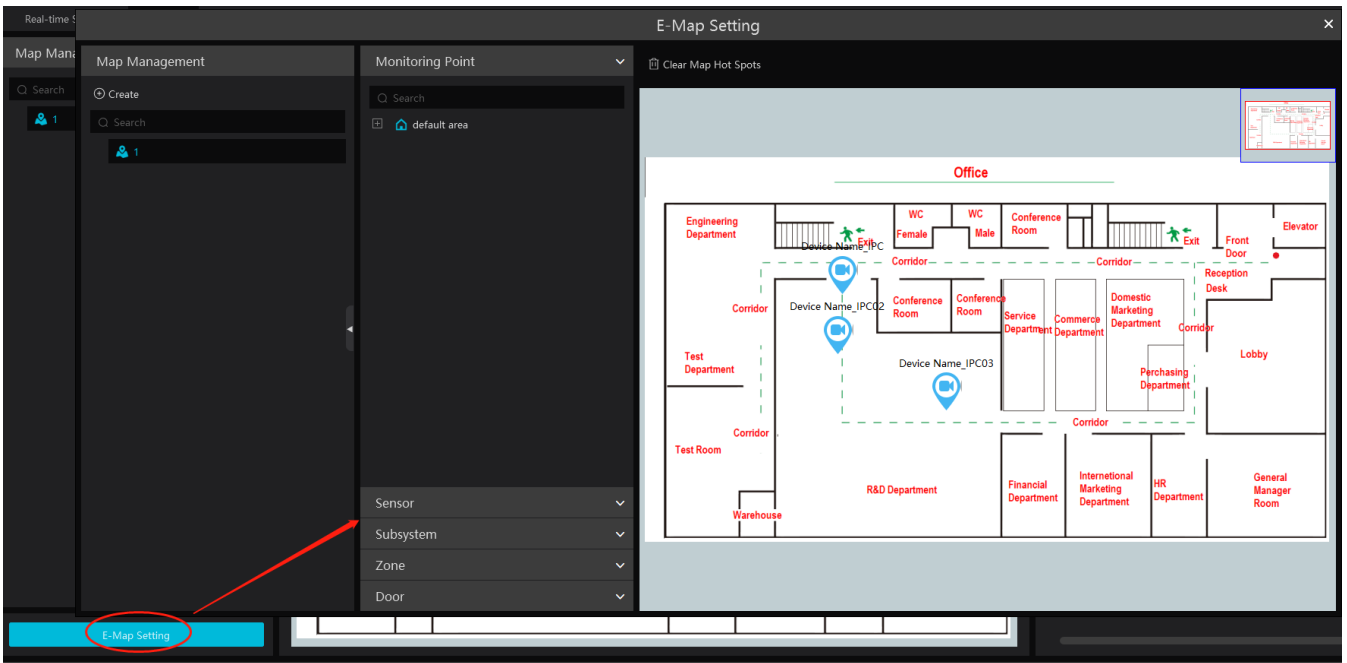 Real-time S
E-Map Setting
Map Mana
Map Management
Monitoring Point
Clear Map Hot Spots
Search
Create
Search
Search
1
1
default area
Office
Engineering
Department
WC
Female
WC
Male
Conference
Room
Exit
Exit
Front
Door
Elevator
Device Name_IPC
Corridor
Corridor
Reception
Desk
Corridor
Device Name_IPC02
Conference
Room
Conference
Room
Service
Department
Commerce
Department
Domestic
Marketing
Department
Corridor
Lobby
Test
Department
Device Name_IPC03
Perchasing
Department
Corridor
Corridor
Test Room
R&D Department
Financial
Department
Internetional
Marketing
Department
HR
Department
General
Manager
Room
Warehouse
Sensor
Subsystem
Zone
Door
E-Map Setting